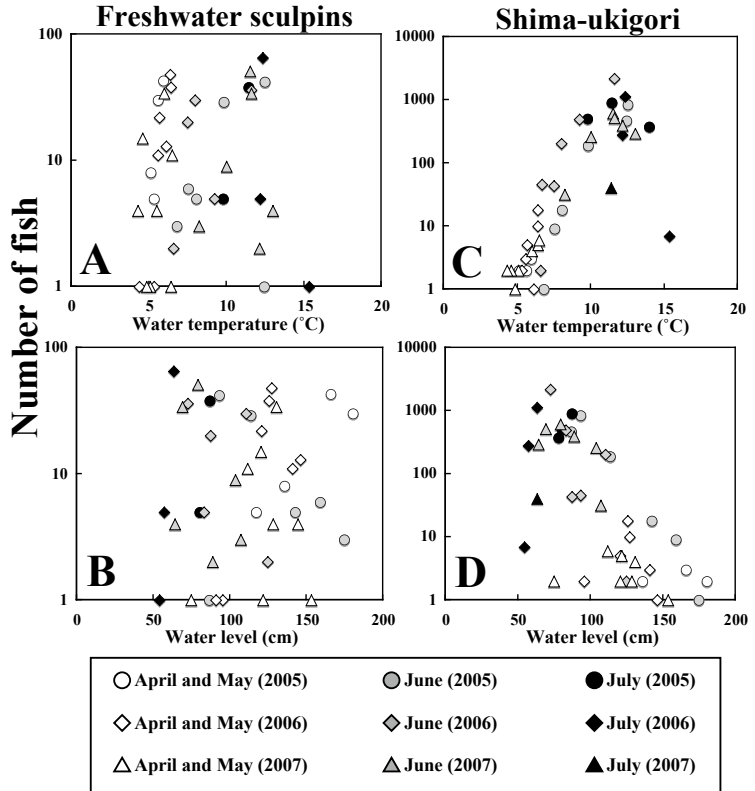 Freshwater sculpins
Shima-ukigori
Number of fish
100
10
1
A
0 5 10 15 20
Water temperature (˚C)
10000
1000
100
10
1
C
0 5 10 15 20
Water temperature (˚C)
100
10
1
B
0 50 100 150 200
Water level (cm)
10000
1000
100
10
1
D
0 50 100 150 200
Water level (cm)
April and May (2005) June (2005) July (2005)
April and May (2006) June (2006) July (2006)
April and May (2007) June (2007) July (2007)